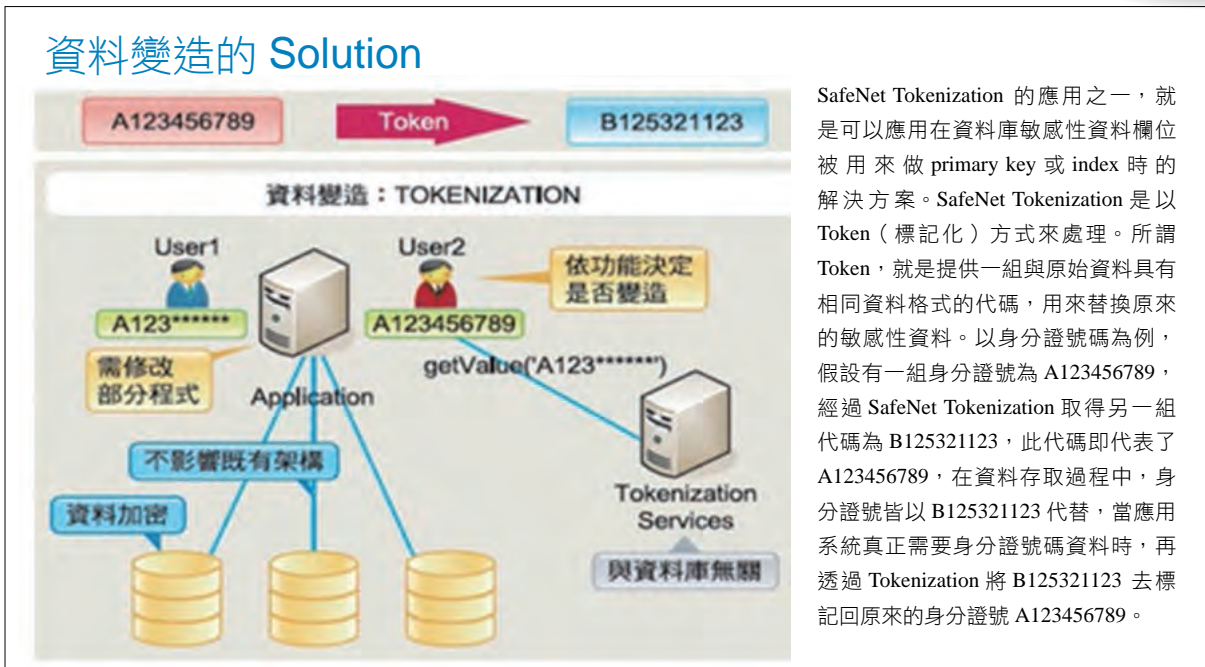 資料變造的 Solution
A123456789
Token
B125321123
資料變造：TOKENIZATION
User1
User2
依功能決定
是否變造
A123******
A123456789
需修改
部分程式
getValue('A123******')
Application
不影響既有架構
資料加密
Tokenization
Services
與資料庫無關
SafeNet Tokenization 的應用之一，就
是可以應用在資料庫敏感性資料欄位
被用來做 primary key 或 index 時的
解決方案。SafeNet Tokenization 是以
Token（標記化）方式來處理。所謂
Token，就是提供一組與原始資料具有
相同資料格式的代碼，用來替換原來
的敏感性資料。以身分證號碼為例，
假設有一組身分證號為 A123456789，
經過 SafeNet Tokenization 取得另一組
代碼為 B125321123，此代碼即代表了
A123456789，在資料存取過程中，身
分證號皆以 B125321123 代替，當應用
系統真正需要身分證號碼資料時，再
透過 Tokenization 將 B125321123 去標
記回原來的身分證號 A123456789。